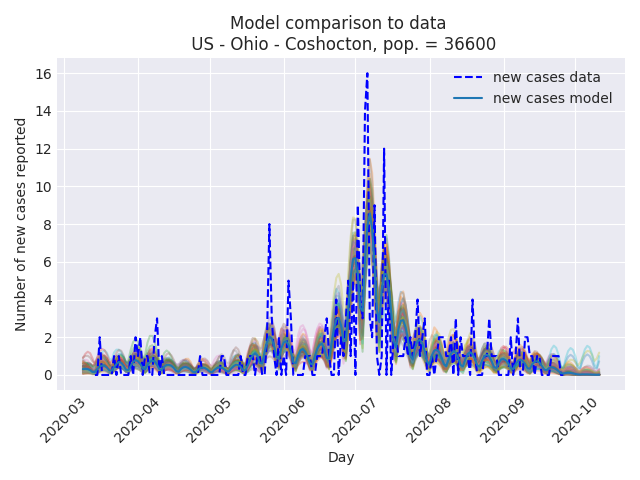 Model comparison to data
US - Ohio - Coshocton, pop. = 36600
new cases data
new cases model
Number of new cases reported
16
14
12
10
8
6
4
2
0
2020-03
2020-04
2020-05
2020-06
2020-07
2020-08
2020-09
2020-10
Day